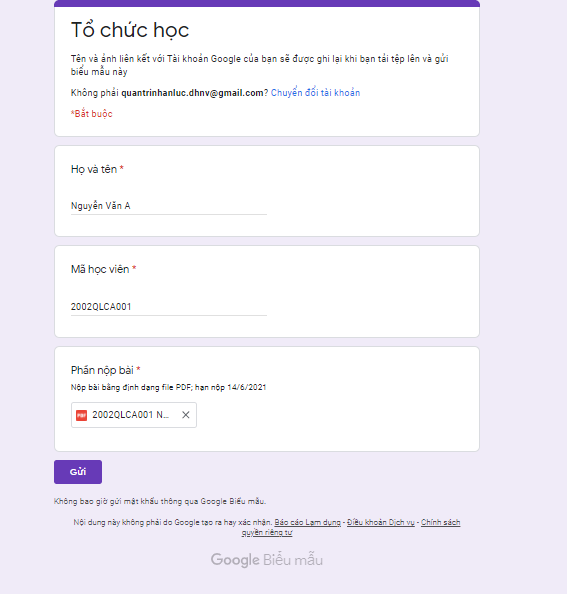 Tổ chức học
Tên và ảnh liên kết với Tài khoản Google của bạn sẽ được ghi lại khi bạn tải tệp lên và gửi
biểu mẫu này
Không phải quantrinhanluc.dhnv@gmail.com? Chuyển đổi tài khoản
*Bắt buộc
Họ và tên *
Nguyễn Văn A
Mã học viên *
2002QLCA001
Phần nộp bài *
Nộp bài bằng định dạng file PDF; hạn nộp 14/6/2021
PDF 2002QLCA001 N...
Gửi
Không bao giờ gửi mật khẩu thông qua Google Biểu mẫu.
Nội dung này không phải do Google tạo ra hay xác nhận. Báo cáo Lạm dụng - Điều khoản Dịch vụ - Chính sách
quyền riêng tư
Google Biểu mẫu